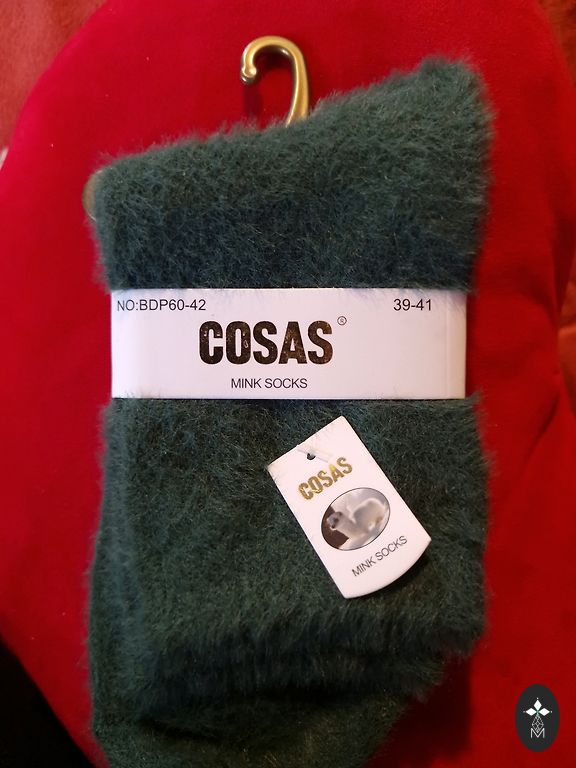 NO:BDP60-42
39-41
COSAS
MINK SOCKS
COSAS
MINK SOCKS
M